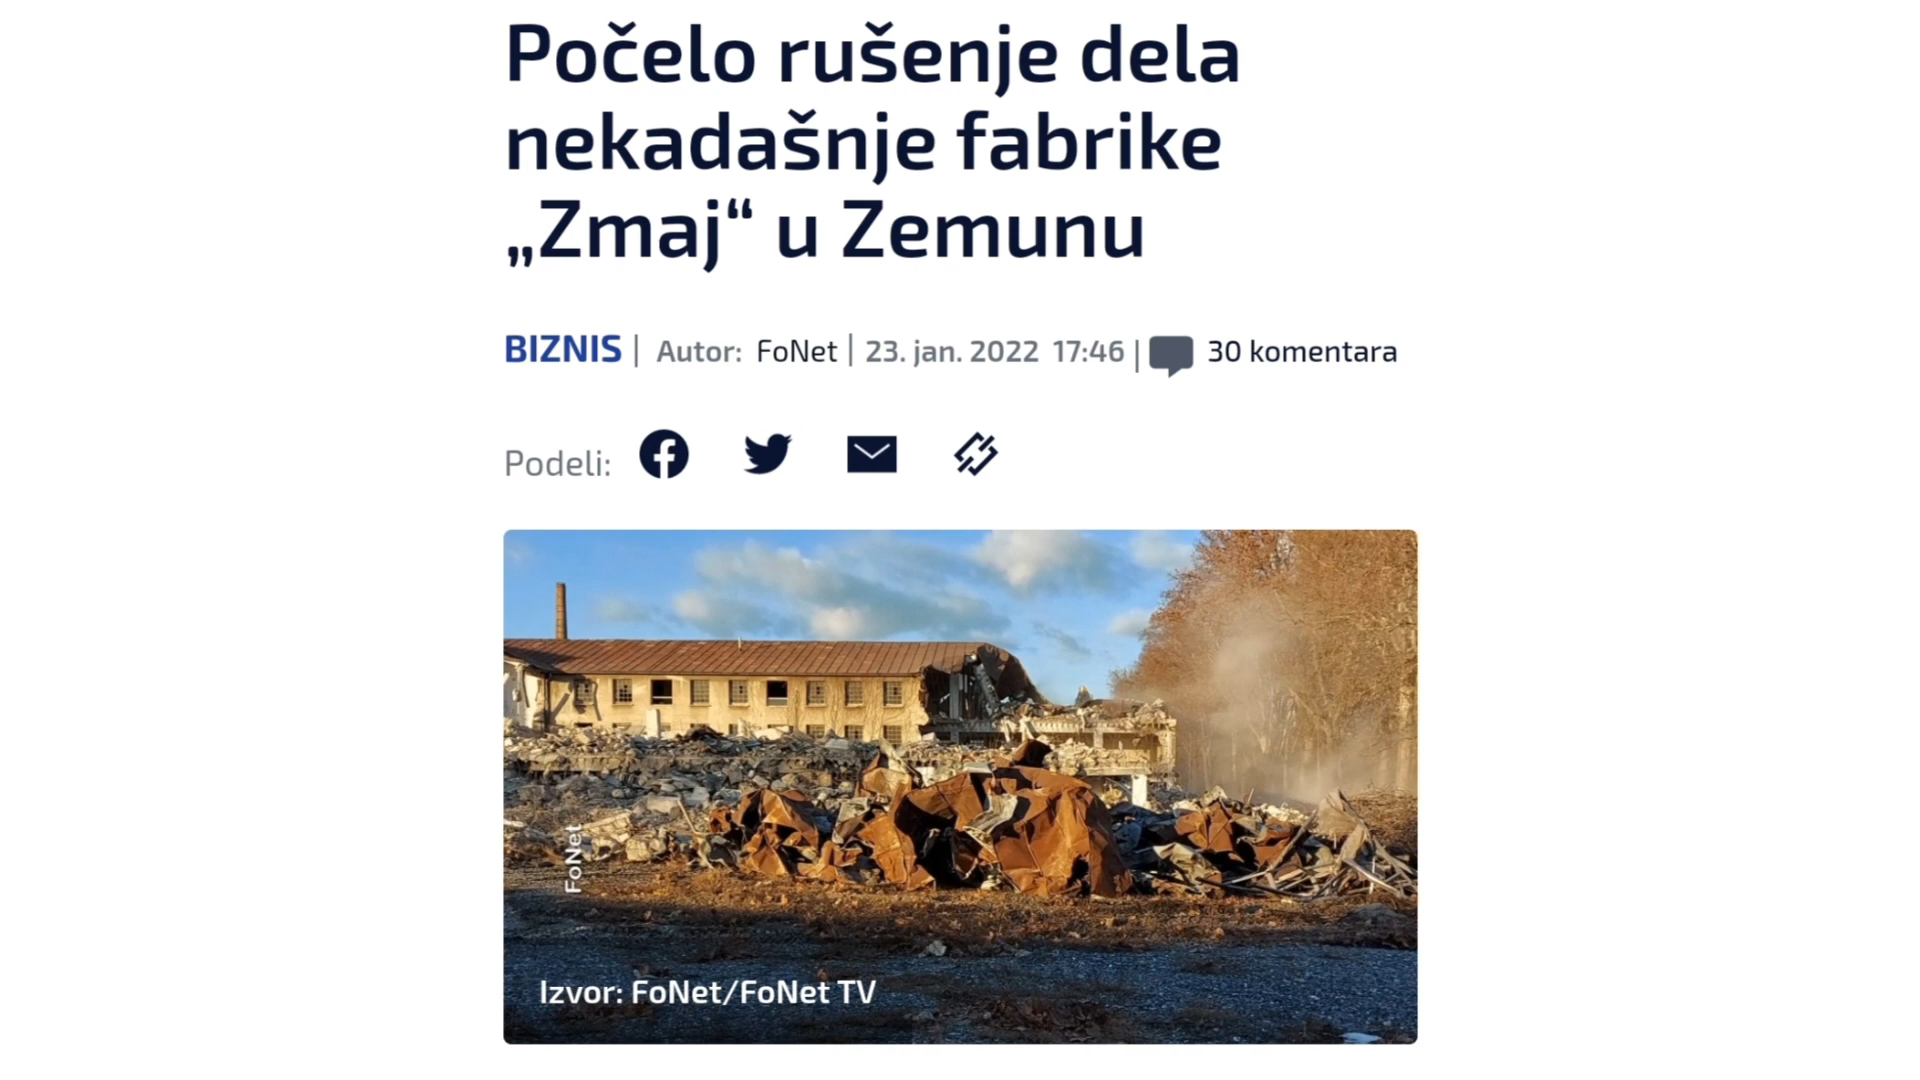 Počelo rušenje dela
nekadašnje fabrike
„Zmaj“ u Zemunu
BIZNIS | Autor: FoNet | 23. jan. 2022 17:46 | 30 komentara
Podeli:
FoNet
Izvor: FoNet/FoNet TV